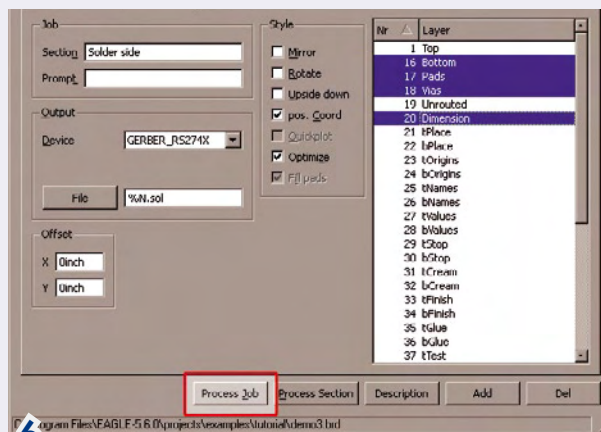 Job
Section Solder side
Prompt
Output
Device GERBER_RS274X
File %N.sol
Offset
X 0inch
Y 0inch
Style
Mirror
Rotate
Upside down
pos. Coord
Quickplot
Optimize
Fill pads
Nr Layer
1 Top
16 Bottom
17 Pads
18 Vias
19 Unrouted
20 Dimension
21 tPlace
22 bPlace
23 tOrigins
24 bOrigins
25 tNames
26 bNames
27 tValues
28 bValues
29 tStop
30 bStop
31 tCream
32 bCream
33 tFinish
34 bFinish
35 tGlue
36 bGlue
37 tTest
Process Job Process Section Description Add Del
ogram Files\EAGLE-5.6.0\projects\examples\tutorial\demo3.brd